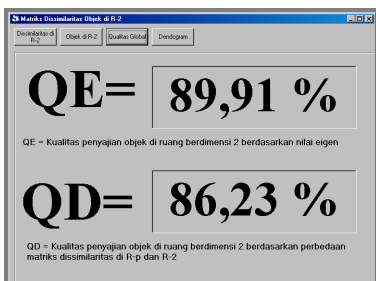 Matriks Dissimilaritas Objek di R-2
Dissimilaritas di R-2
Objek di R-2
Qualitas Global
Dendogram
QE= 89,91 %
QE = Kualitas penyajian objek di ruang berdimensi 2 berdasarkan nilai eigen
QD= 86,23 %
QD = Kualitas penyajian objek di ruang berdimensi 2 berdasarkan perbedaan
matriks dissimilaritas di R-p dan R-2